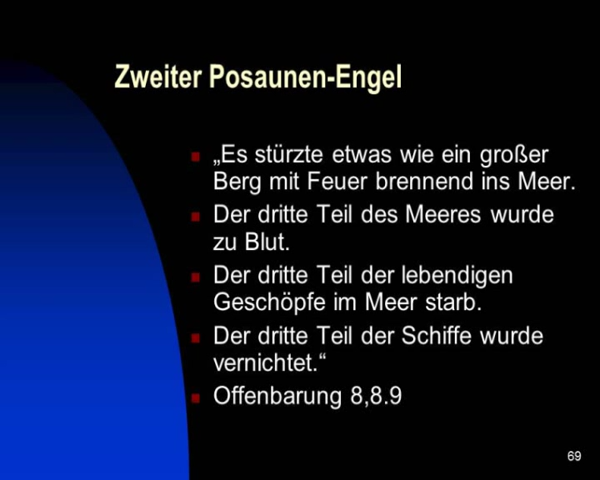 Zweiter Posaunen-Engel
„Es stürzte etwas wie ein großer
Berg mit Feuer brennend ins Meer.
Der dritte Teil des Meeres wurde
zu Blut.
Der dritte Teil der lebendigen
Geschöpfe im Meer starb.
Der dritte Teil der Schiffe wurde
vernichtet.“
Offenbarung 8,8.9
69